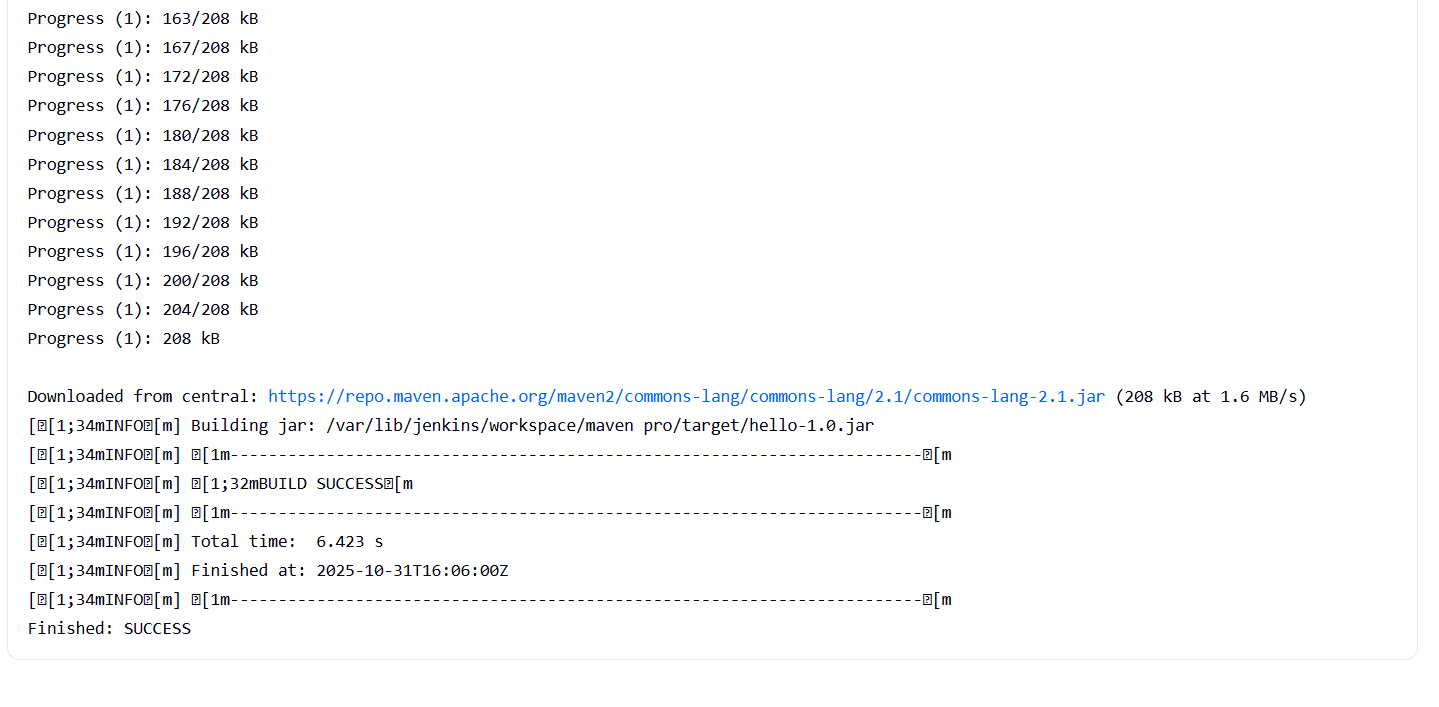 Progress (1): 163/208 kB
Progress (1): 167/208 kB
Progress (1): 172/208 kB
Progress (1): 176/208 kB
Progress (1): 180/208 kB
Progress (1): 184/208 kB
Progress (1): 188/208 kB
Progress (1): 192/208 kB
Progress (1): 196/208 kB
Progress (1): 200/208 kB
Progress (1): 204/208 kB
Progress (1): 208 kB
Downloaded from central: https://repo.maven.apache.org/maven2/commons-lang/commons-lang/2.1/commons-lang-2.1.jar (208 kB at 1.6 MB/s)
[␛[1;34mINFO␛[m] Building jar: /var/lib/jenkins/workspace/maven pro/target/hello-1.0.jar
[␛[1;34mINFO␛[m] ␛[1m------------------------------------------------------------------------␛[m
[␛[1;34mINFO␛[m] ␛[1;32mBUILD SUCCESS␛[m
[␛[1;34mINFO␛[m] ␛[1m------------------------------------------------------------------------␛[m
[␛[1;34mINFO␛[m] Total time:  6.423 s
[␛[1;34mINFO␛[m] Finished at: 2025-10-31T16:06:00Z
[␛[1;34mINFO␛[m] ␛[1m------------------------------------------------------------------------␛[m
Finished: SUCCESS